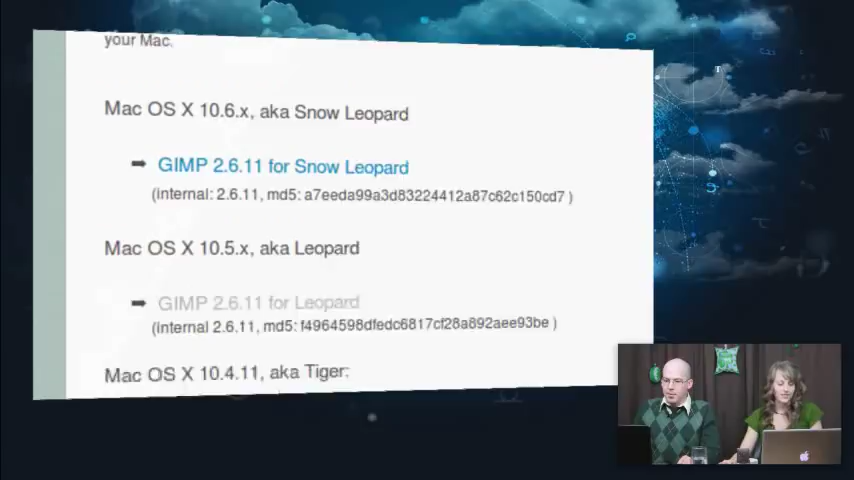 your Mac.
Mac OS X 10.6.x, aka Snow Leopard
➡ GIMP 2.6.11 for Snow Leopard
(internal: 2.6.11, md5: a7eeda99a3d83224412a87c62c150cd7 )
Mac OS X 10.5.x, aka Leopard
➡ GIMP 2.6.11 for Leopard
(internal 2.6.11, md5: f4964598dfedc6817cf28a892aee93be )
Mac OS X 10.4.11, aka Tiger: